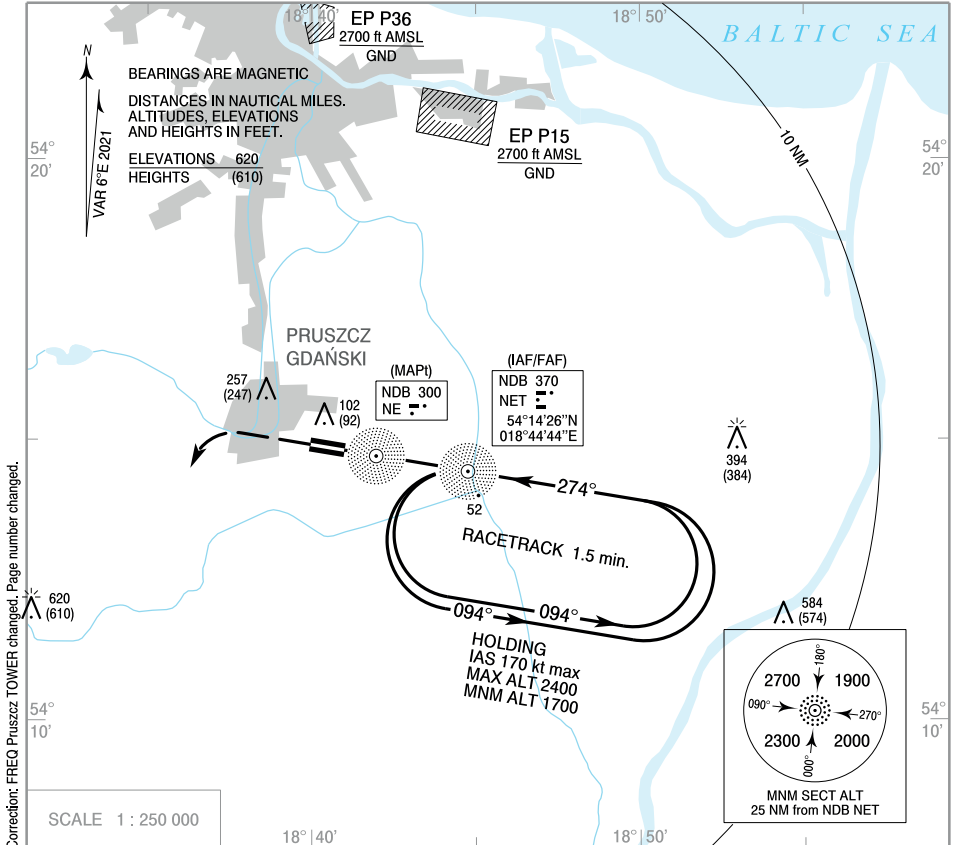 18° 40'
18° 50'
EP P36
2700 ft AMSL
GND
BALTIC SEA
N
VAR 6°E 2021
BEARINGS ARE MAGNETIC
DISTANCES IN NAUTICAL MILES.
ALTITUDES, ELEVATIONS
AND HEIGHTS IN FEET.
ELEVATIONS 620
HEIGHTS (610)
54°
20'
EP P15
2700 ft AMSL
GND
10 NM
54°
20'
PRUSZCZ
GDAŃSKI
257
(247)
102
(92)
(MAPt)
NDB 300
NE
(IAF/FAF)
NDB 370
NET
54°14'26''N
018°44'44''E
394
(384)
274°
52
RACETRACK 1.5 min.
094°
094°
HOLDING
IAS 170 kt max
MAX ALT 2400
MNM ALT 1700
620
(610)
584
(574)
180°
2700 1900
090°
270°
2300 2000
000°
MNM SECT ALT
25 NM from NDB NET
54°
10'
54°
10'
Correction: FREQ Pruszcz TOWER changed. Page number changed.
SCALE 1 : 250 000
18° 40'
18° 50'